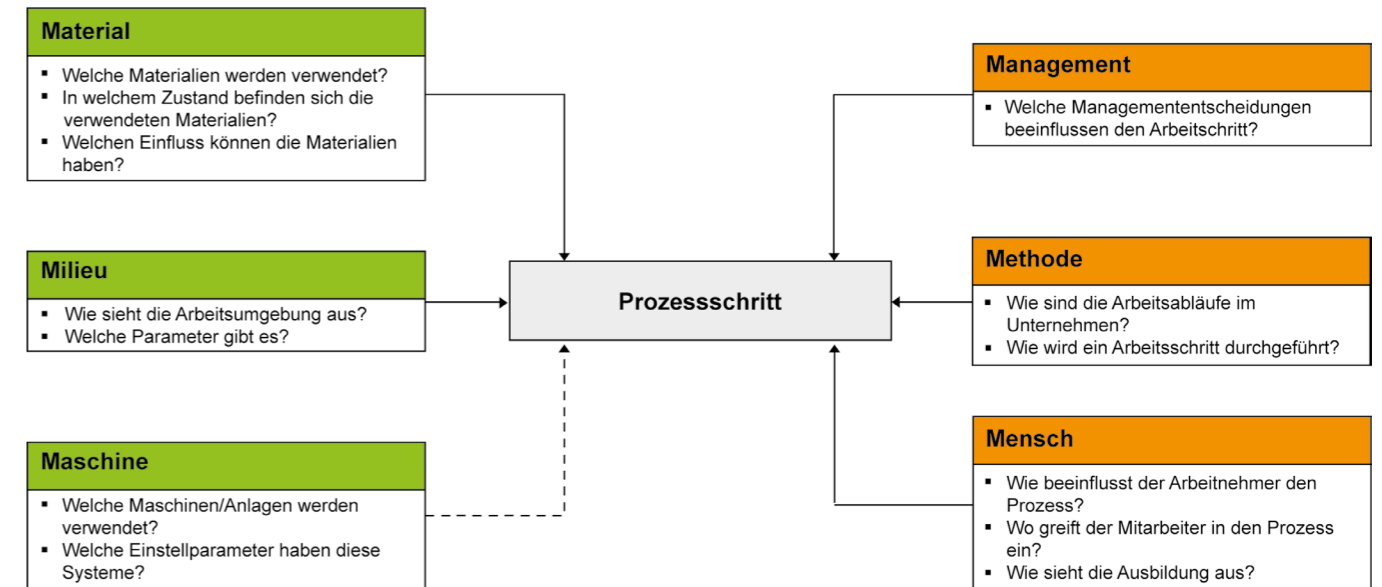 Material
▪ Welche Materialien werden verwendet?
▪ In welchem Zustand befinden sich die
verwendeten Materialien?
▪ Welchen Einfluss können die Materialien
haben?
Milieu
▪ Wie sieht die Arbeitsumgebung aus?
▪ Welche Parameter gibt es?
Maschine
▪ Welche Maschinen/Anlagen werden
verwendet?
▪ Welche Einstellparameter haben diese
Systeme?
Prozessschritt
Management
▪ Welche Managemententscheidungen
beeinflussen den Arbeitschritt?
Methode
▪ Wie sind die Arbeitsabläufe im
Unternehmen?
▪ Wie wird ein Arbeitsschritt durchgeführt?
Mensch
▪ Wie beeinflusst der Arbeitnehmer den
Prozess?
▪ Wo greift der Mitarbeiter in den Prozess
ein?
▪ Wie sieht die Ausbildung aus?